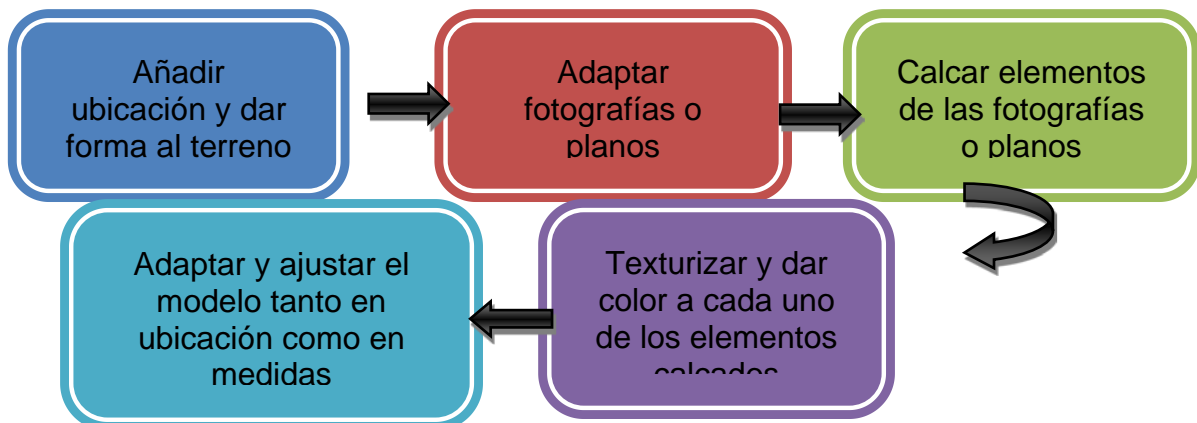 Añadir
ubicación y dar
forma al terreno
Adaptar
fotografías o
planos
Calcar elementos
de las fotografías
o planos
Texturizar y dar
color a cada uno
de los elementos
calcados
Adaptar y ajustar el
modelo tanto en
ubicación como en
medidas